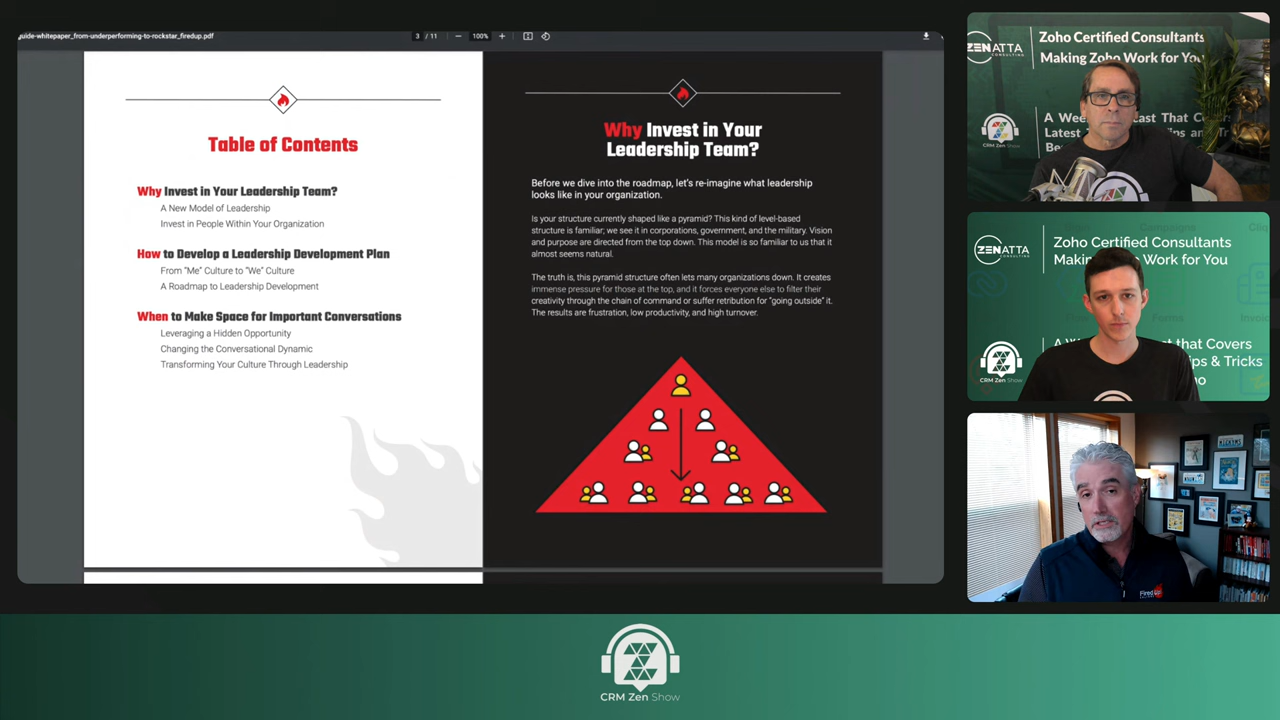 guide-whitepaper_from-underperforming-to-rockstar_firedup.pdf
3 / 11
100%
Table of Contents
Why Invest in Your Leadership Team?
A New Model of Leadership
Invest in People Within Your Organization
How to Develop a Leadership Development Plan
From “Me” Culture to “We” Culture
A Roadmap to Leadership Development
When to Make Space for Important Conversations
Leveraging a Hidden Opportunity
Changing the Conversational Dynamic
Transforming Your Culture Through Leadership
Why Invest in Your
Leadership Team?
Before we dive into the roadmap, let’s re-imagine what leadership
looks like in your organization.
Is your structure currently shaped like a pyramid? This kind of level-based
structure is familiar; we see it in corporations, government, and the military. Vision
and purpose are directed from the top down. This model is so familiar to us that it
almost seems natural.
The truth is, this pyramid structure often lets many organizations down. It creates
immense pressure for those at the top, and it forces everyone else to filter their
creativity through the chain of command or suffer retribution for “going outside” it.
The results are frustration, low productivity, and high turnover.
ZENATTA
CONSULTING
Zoho Certified Consultants
Making Zoho Work for You
CRM Zen Show
ZENATTA
CONSULTING
Zoho Certified Consultants
Work for You
that Covers
Tips & Tricks
CRM Zen Show
Fired Up
CRM Zen Show